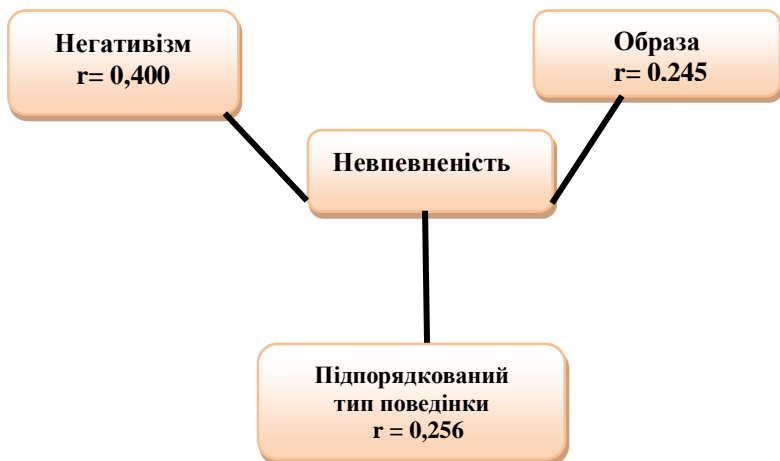 Негативізм
r= 0,400
Образа
r= 0.245
Невпевненість
Підпорядкований
тип поведінки
r = 0,256